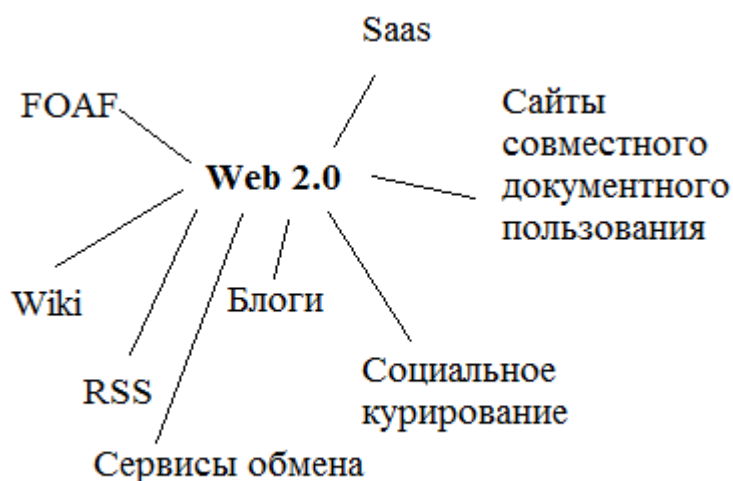 Saas
FOAF
Сайты
совместного
документного
пользования
Web 2.0
Wiki
Блоги
RSS
Социальное
курирование
Сервисы обмена